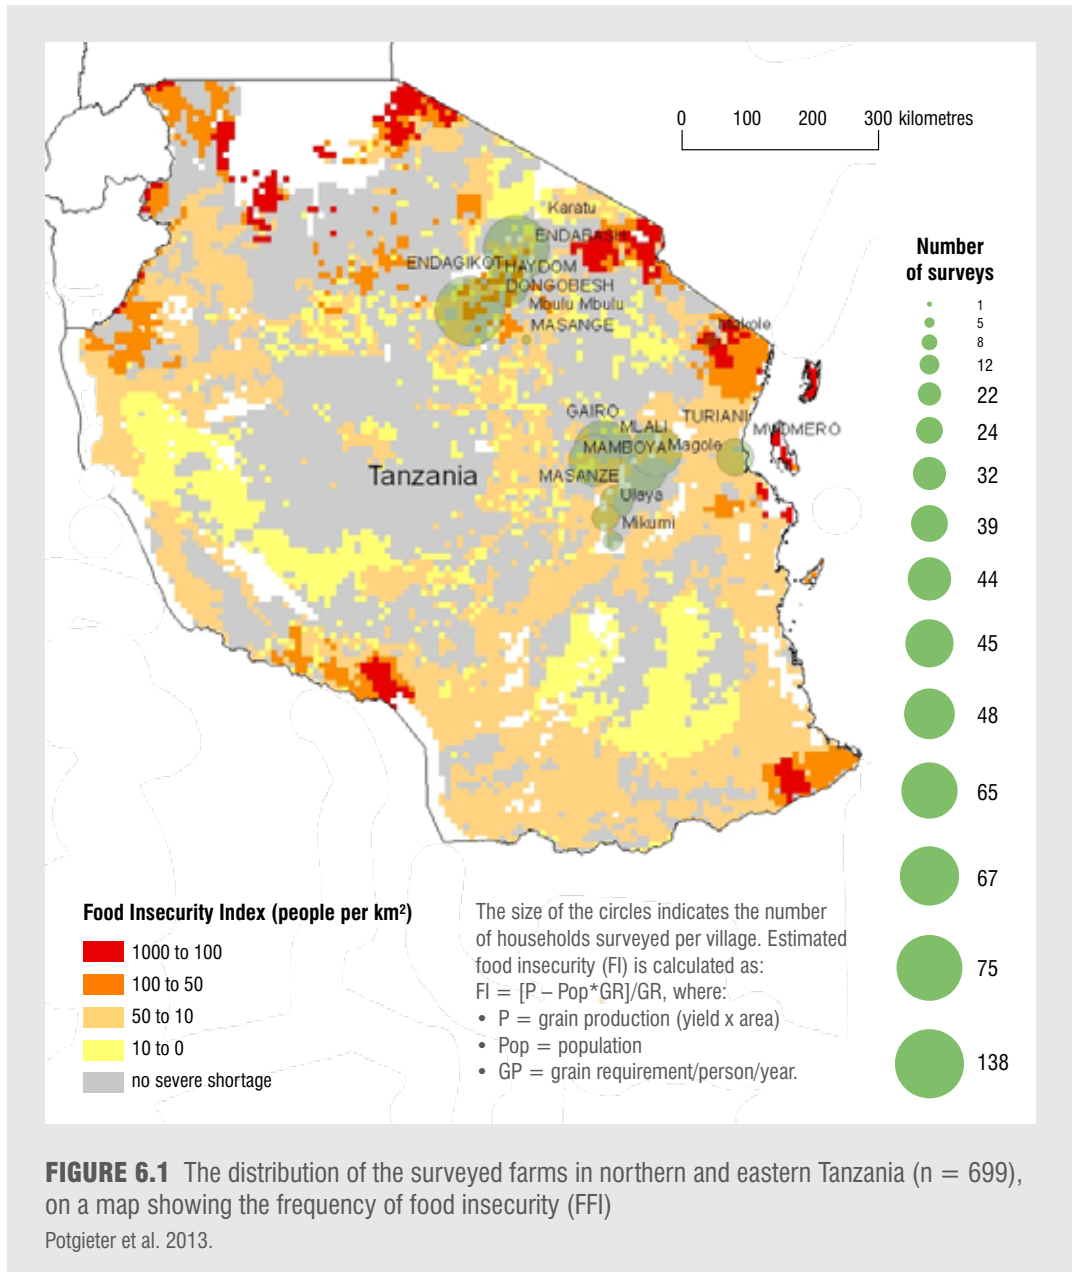 0 100 200 300 kilometres
Karatu
ENDARASH
ENDAGIKOT HAYDOM
DONGOBESH
Mbulu Mbulu
MASANGE
Makole
GAIRO
TURIANI
MLALI
MVOMERO
MAMBOYA Magole
MASANZE
Tanzania
Ulaya
Mikumi
Number
of surveys
1
5
8
12
22
24
32
39
44
45
48
65
67
75
138
Food Insecurity Index (people per km²)
1000 to 100
100 to 50
50 to 10
10 to 0
no severe shortage
The size of the circles indicates the number
of households surveyed per village. Estimated
food insecurity (FI) is calculated as:
FI = [P – Pop*GR]/GR, where:
• P = grain production (yield x area)
• Pop = population
• GP = grain requirement/person/year.
FIGURE 6.1 The distribution of the surveyed farms in northern and eastern Tanzania (n = 699),
on a map showing the frequency of food insecurity (FFI)
Potgieter et al. 2013.